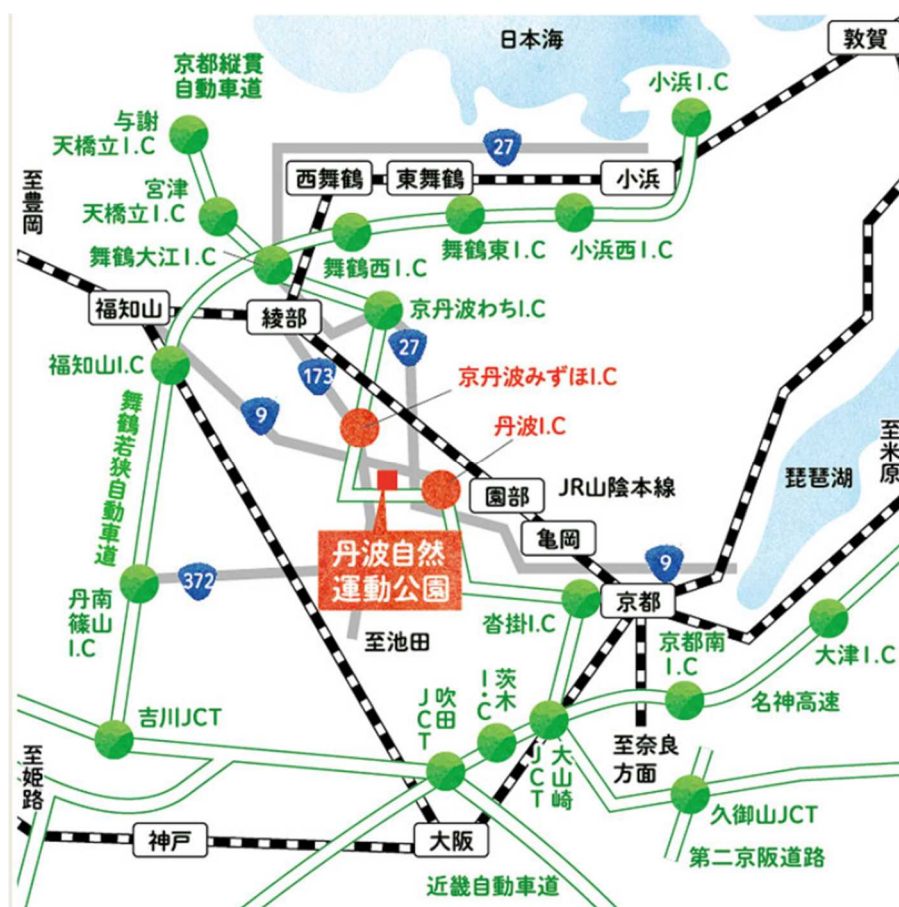 日本海
敦賀
京都縦貫
自動車道
小浜I.C
与謝
天橋立I.C
27
西舞鶴
東舞鶴
小浜
至豊岡
宮津
天橋立I.C
舞鶴大江I.C
舞鶴西I.C
舞鶴東I.C
小浜西I.C
福知山
綾部
京丹波わちI.C
27
福知山I.C
173
京丹波みずほI.C
9
丹波I.C
舞鶴若狭自動車道
至米原
琵琶湖
園部
JR山陰本線
亀岡
丹波自然
運動公園
9
372
丹南
篠山
I.C
沓掛I.C
京都
至池田
京都南
I.C
大津I.C
茨木
I.C
吹田
JCT
名神高速
吉川JCT
大山崎
JCT
至奈良
方面
至姫路
久御山JCT
神戸
大阪
第二京阪道路
近畿自動車道